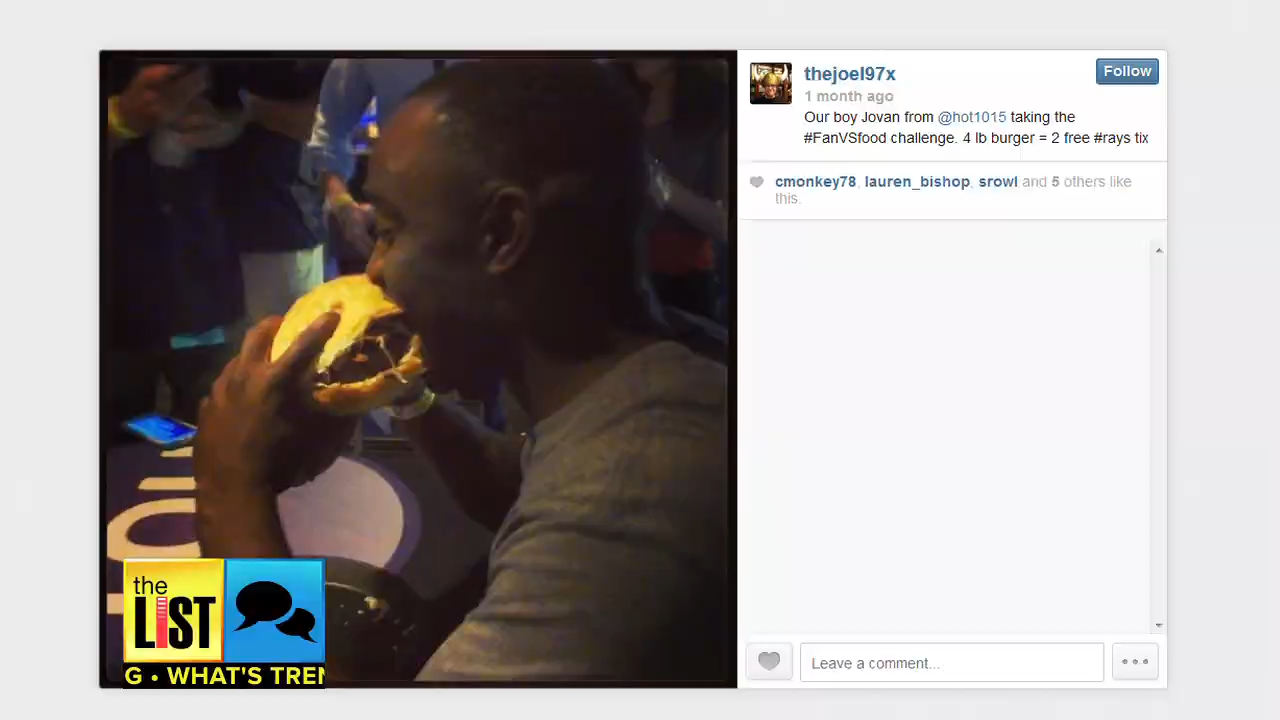 thejoel97x
Follow
1 month ago
Our boy Jovan from @hot1015 taking the
#FanVSfood challenge. 4 lb burger = 2 free #rays tix
cmonkey78, lauren_bishop, srowl and 5 others like
this.
the
LIST
G • WHAT'S TREN
Leave a comment...